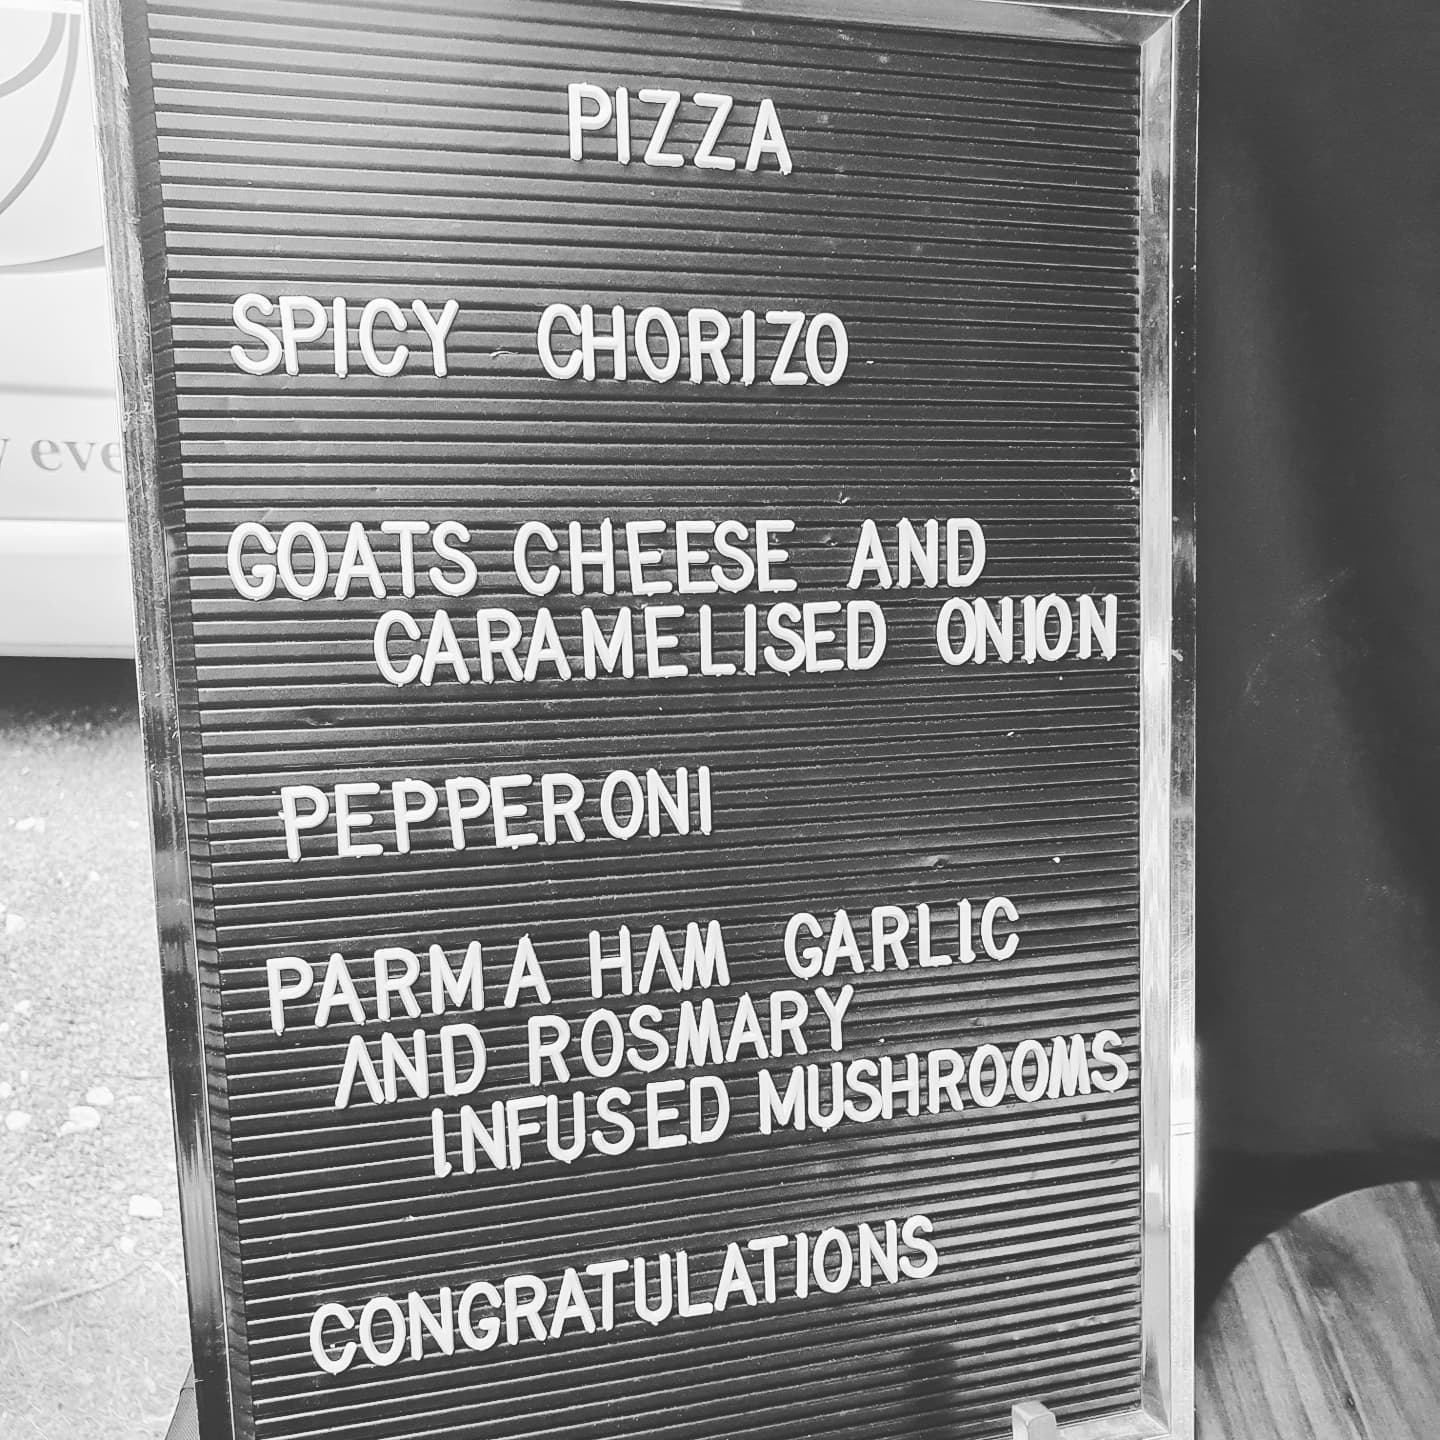 PIZZA
SPICY CHORIZO
GOATS CHEESE AND
CARAMELISED ONION
PEPPERONI
PARMA HAM GARLIC
AND ROSMARY
INFUSED MUSHROOMS
CONGRATULATIONS